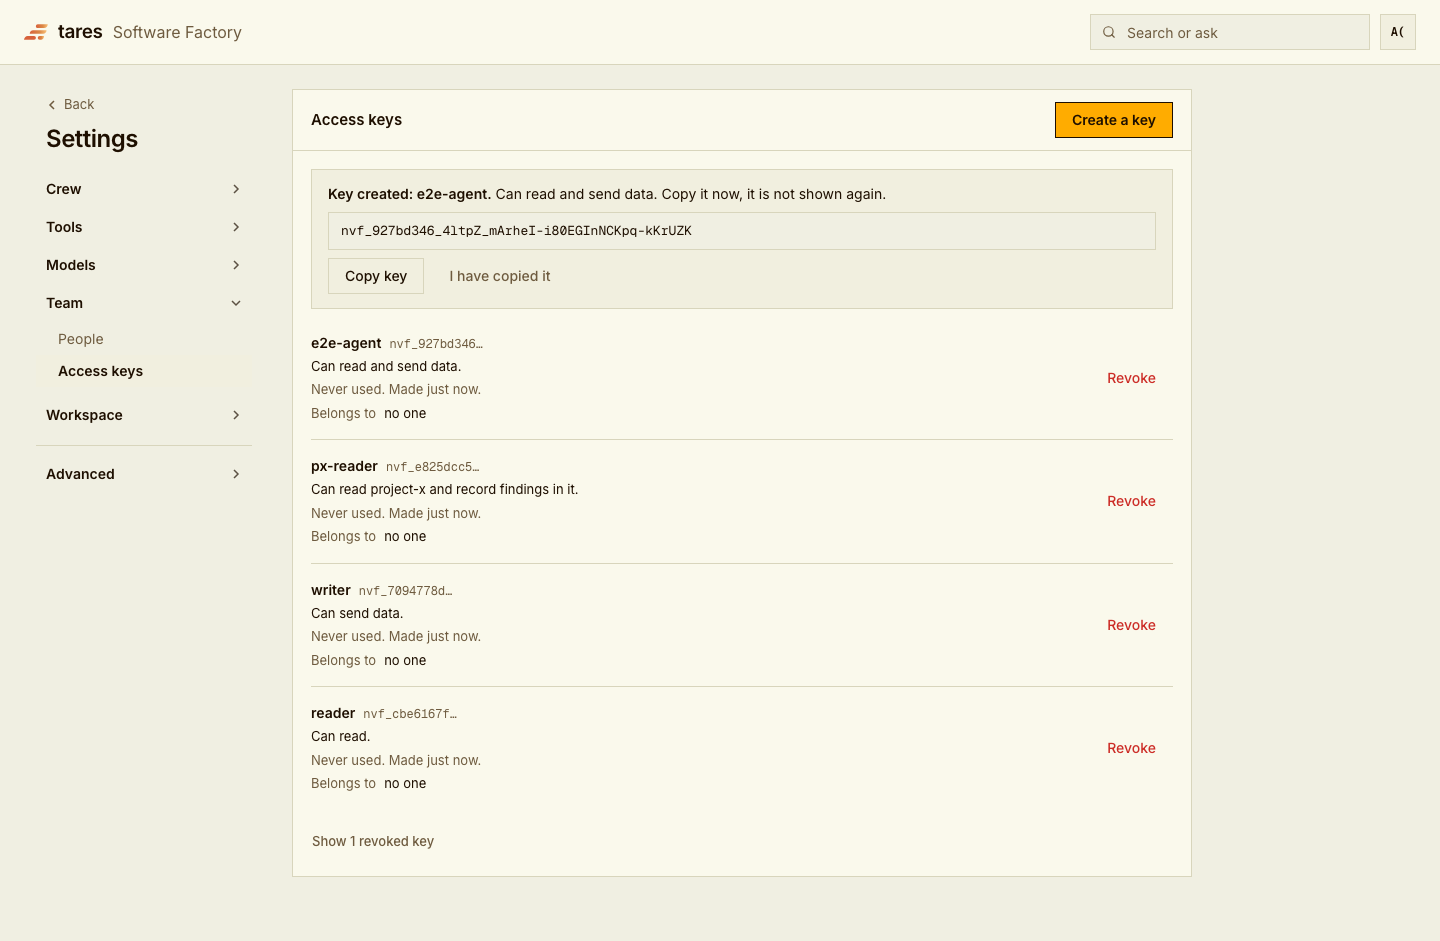 tares Software Factory
Search or ask
A(
Back
Settings
Crew
Tools
Models
Team
People
Access keys
Workspace
Advanced
Access keys
Create a key
Key created: e2e-agent. Can read and send data. Copy it now, it is not shown again.
nvf_927bd346_4ltpZ_mArheI-i80EGInNCKpq-kKrUZK
Copy key
I have copied it
e2e-agent nvf_927bd346…
Can read and send data.
Never used. Made just now.
Belongs to no one
Revoke
px-reader nvf_e825dcc5…
Can read project-x and record findings in it.
Never used. Made just now.
Belongs to no one
Revoke
writer nvf_7094778d…
Can send data.
Never used. Made just now.
Belongs to no one
Revoke
reader nvf_cbe6167f…
Can read.
Never used. Made just now.
Belongs to no one
Revoke
Show 1 revoked key